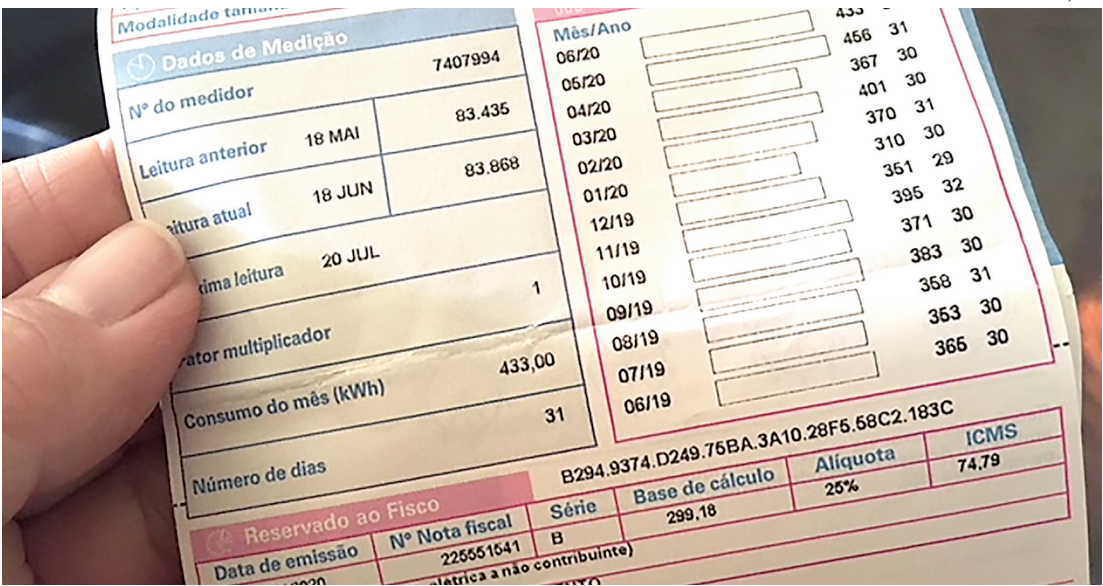 Modalidade
Dados de Medição
Nº do medidor 7407994
Leitura anterior 18 MAI 83.435
eitura atual 18 JUN 83.868
xima leitura 20 JUL
ator multiplicador 1
Consumo do mês (kWh) 433,00
Número de dias 31
Mês/Ano
06/20 433
05/20 456 31
04/20 367 30
03/20 401 30
02/20 370 31
01/20 310 30
12/19 351 29
11/19 395 32
10/19 371 30
09/19 383 30
08/19 358 31
07/19 353 30
06/19 365 30
B294.9374.D249.75BA.3A10.28F5.58C2.183C
Reservado ao Fisco
Data de emissão Nº Nota fiscal Série Base de cálculo Alíquota ICMS
2020 225551541 B 299,18 25% 74,79
elétrica a não contribuinte)